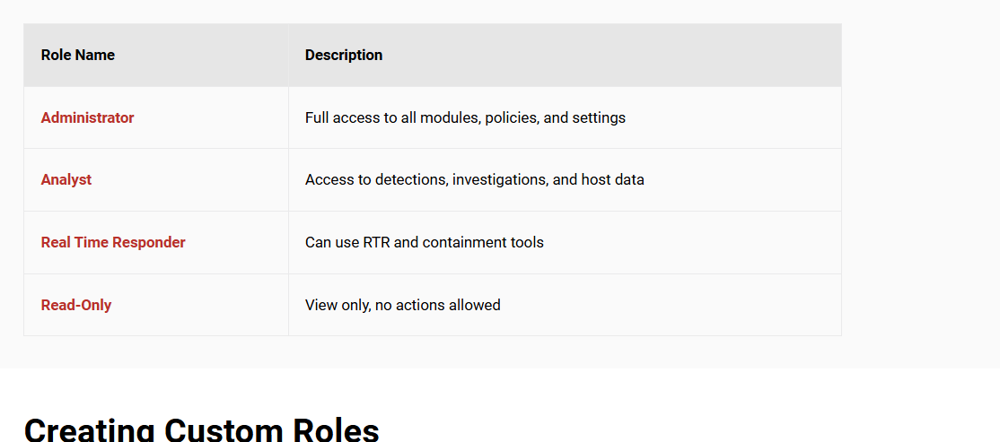 Role Name Description
Administrator Full access to all modules, policies, and settings
Analyst Access to detections, investigations, and host data
Real Time Responder Can use RTR and containment tools
Read-Only View only, no actions allowed
Creating Custom Roles